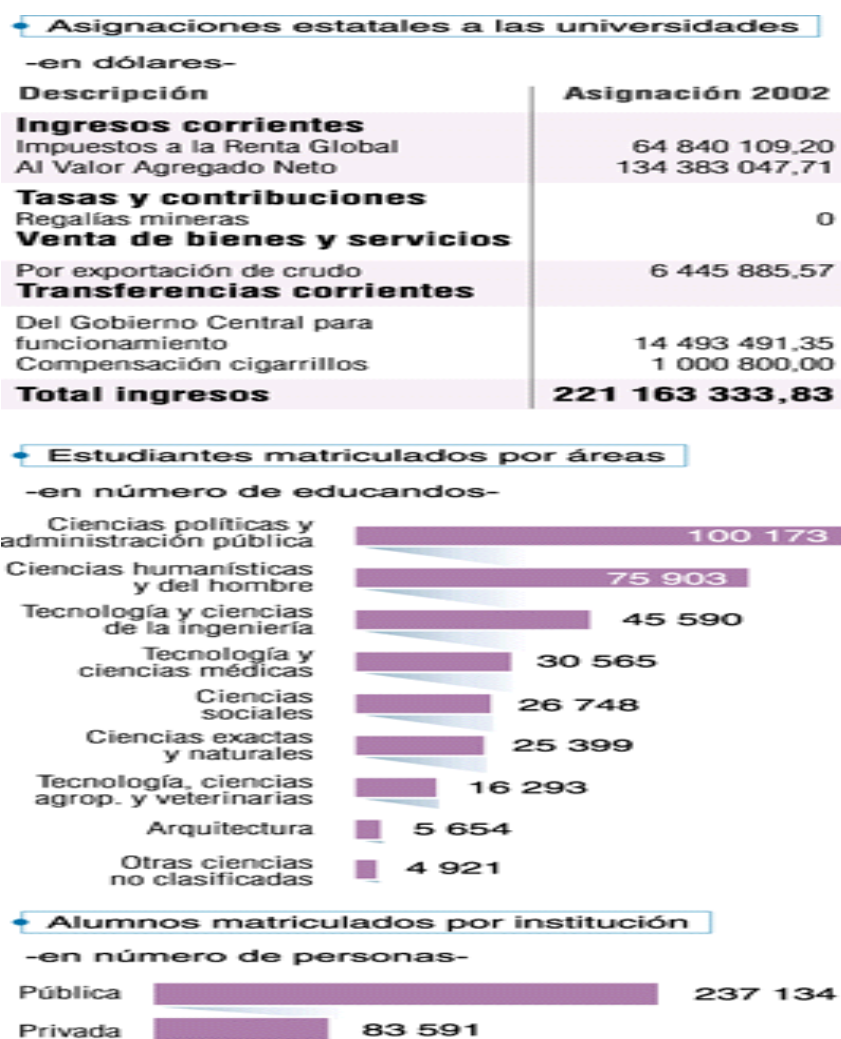 Asignaciones estatales a las universidades
-en dólares-
Descripción Asignación 2002
Ingresos corrientes
Impuestos a la Renta Global 64 840 109,20
Al Valor Agregado Neto 134 383 047,71
Tasas y contribuciones
Regalías mineras 0
Venta de bienes y servicios
Por exportación de crudo 6 445 885,57
Transferencias corrientes
Del Gobierno Central para
funcionamiento 14 493 491,35
Compensación cigarrillos 1 000 800,00
Total ingresos 221 163 333,83
Estudiantes matriculados por áreas
-en número de educandos-
Ciencias políticas y
administración pública 100 173
Ciencias humanísticas
y del hombre 75 903
Tecnología y ciencias
de la ingeniería 45 590
Tecnología y
ciencias médicas 30 565
Ciencias
sociales 26 748
Ciencias exactas
y naturales 25 399
Tecnología, ciencias
agrop. y veterinarias 16 293
Arquitectura 5 654
Otras ciencias
no clasificadas 4 921
Alumnos matriculados por institución
-en número de personas-
Pública 237 134
Privada 83 591